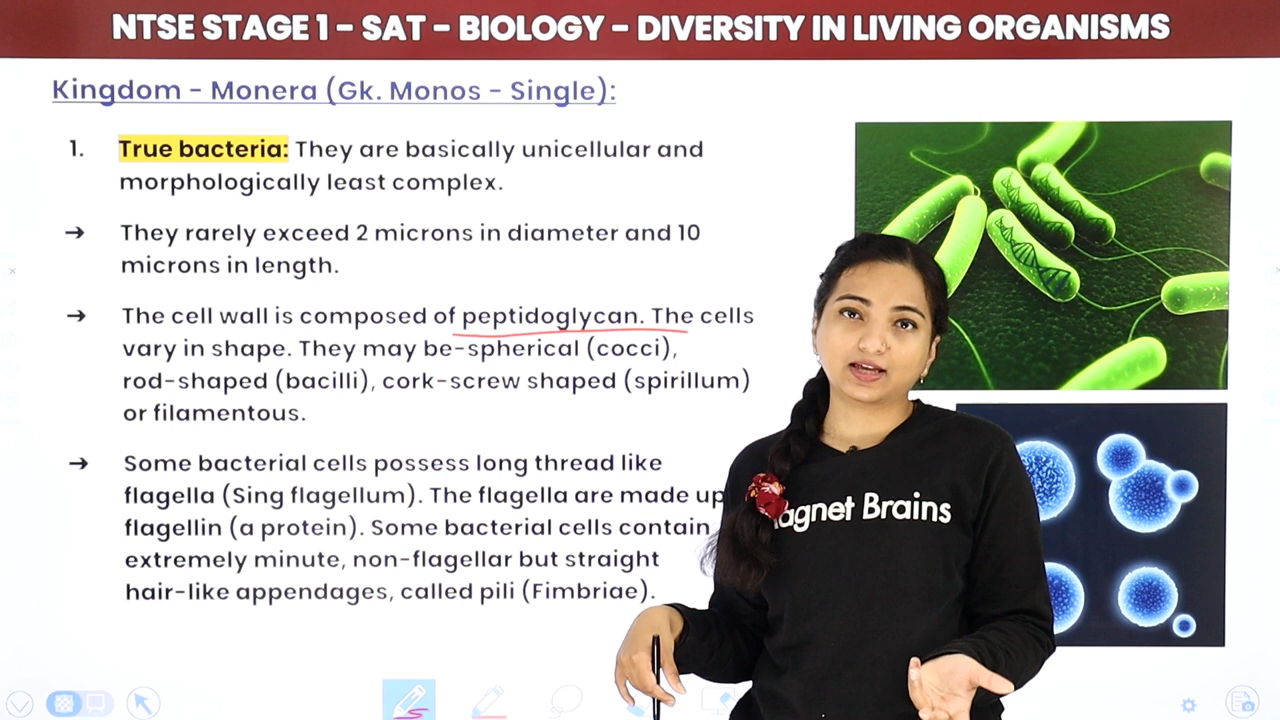 NTSE STAGE 1 – SAT – BIOLOGY – DIVERSITY IN LIVING ORGANISMS
Kingdom – Monera (Gk. Monos – Single):
1. True bacteria: They are basically unicellular and
morphologically least complex.
→ They rarely exceed 2 microns in diameter and 10
microns in length.
→ The cell wall is composed of peptidoglycan. The cells
vary in shape. They may be-spherical (cocci),
rod-shaped (bacilli), cork-screw shaped (spirillum)
or filamentous.
→ Some bacterial cells possess long thread like
flagella (Sing flagellum). The flagella are made up
flagellin (a protein). Some bacterial cells contain
extremely minute, non-flagellar but straight
hair-like appendages, called pili (Fimbriae).
agnet Brains